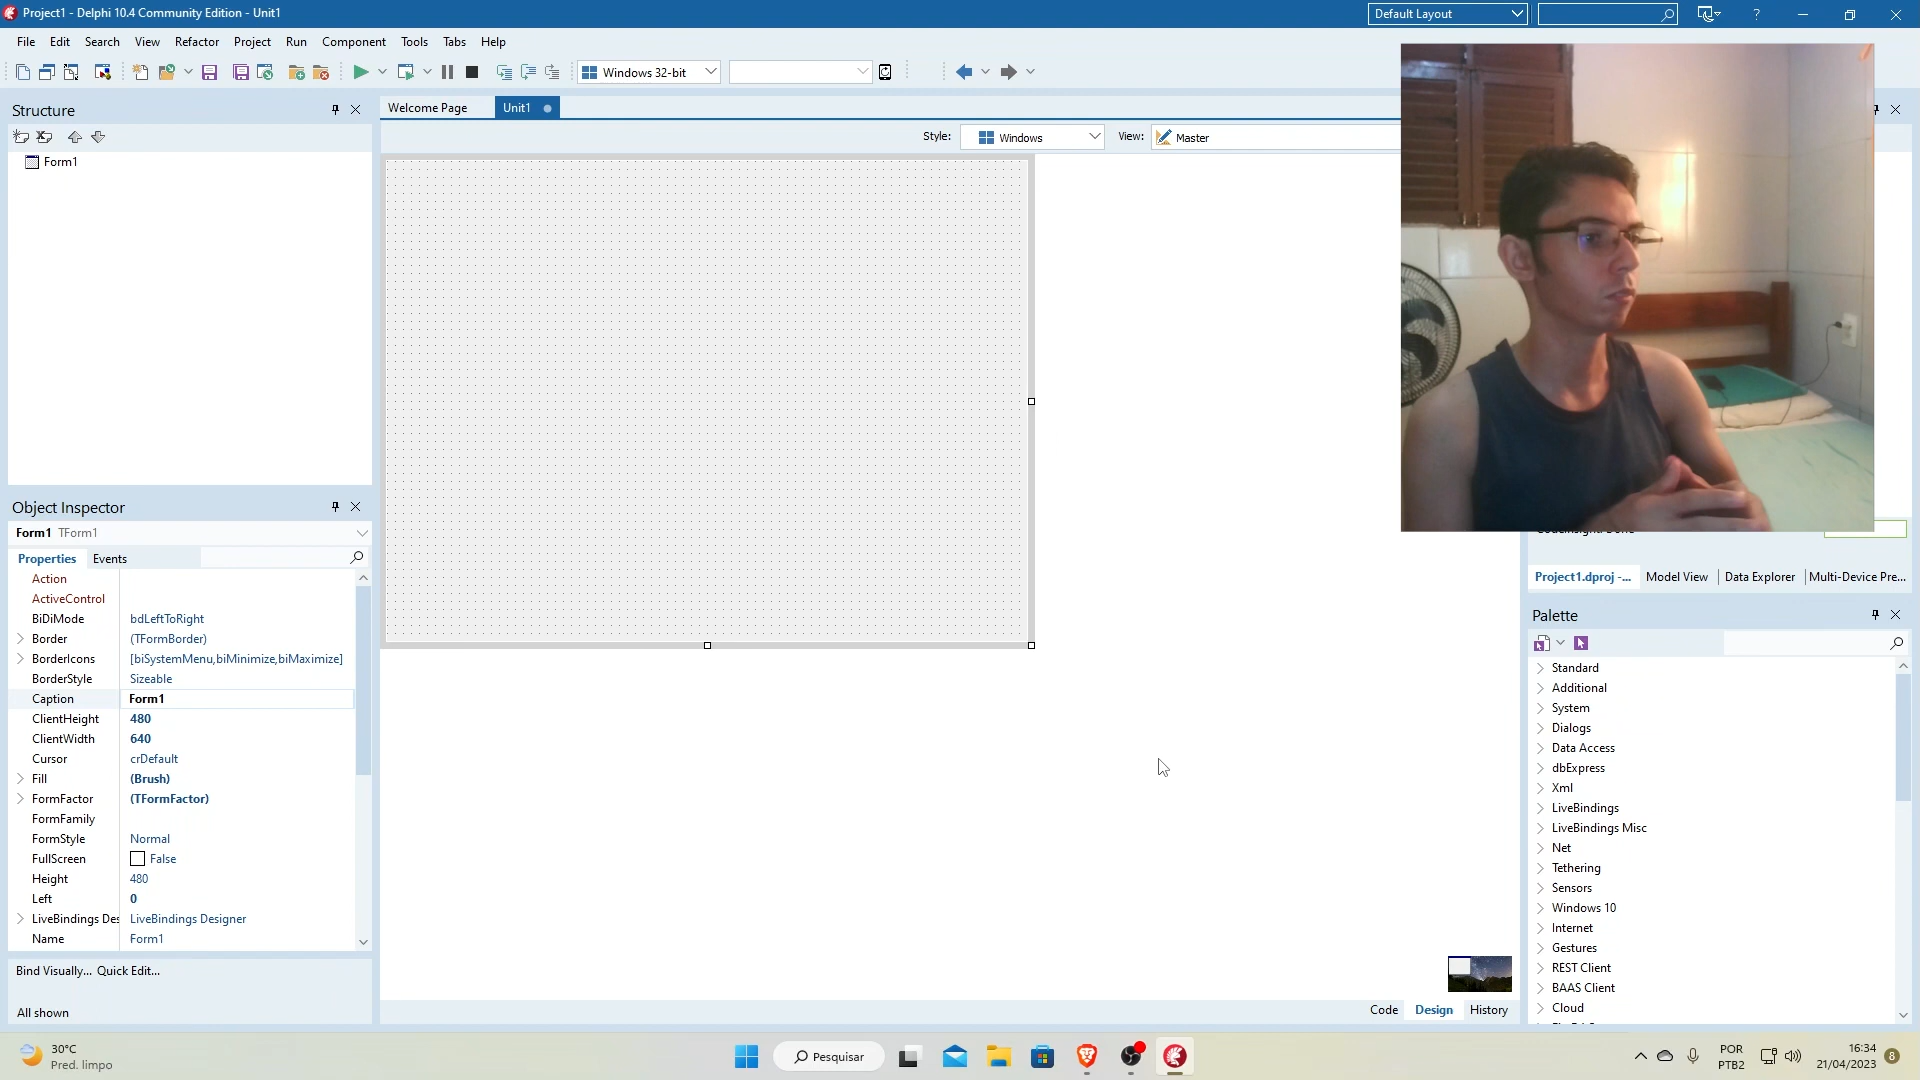 Project1 - Delphi 10.4 Community Edition - Unit1
Default Layout
File Edit Search View Refactor Project Run Component Tools Tabs Help
Windows 32-bit
Structure
Welcome Page
Unit1
Style:
Windows
View:
Master
Form1
Object Inspector
Form1 TForm1
Properties
Events
Action
ActiveControl
BiDiMode bdLeftToRight
Border (TFormBorder)
BorderIcons [biSystemMenu,biMinimize,biMaximize]
BorderStyle Sizeable
Caption Form1
ClientHeight 480
ClientWidth 640
Cursor crDefault
Fill (Brush)
FormFactor (TFormFactor)
FormFamily
FormStyle Normal
FullScreen False
Height 480
Left 0
LiveBindings Des LiveBindings Designer
Name Form1
Bind Visually... Quick Edit...
All shown
Code
Design
History
Project1.dproj -...
Model View
Data Explorer
Multi-Device Pre...
Palette
Standard
Additional
System
Dialogs
Data Access
dbExpress
Xml
LiveBindings
LiveBindings Misc
Net
Tethering
Sensors
Windows 10
Internet
Gestures
REST Client
BAAS Client
Cloud
30°C
Pred. limpo
Pesquisar
POR
PTB2
16:34
21/04/2023
8